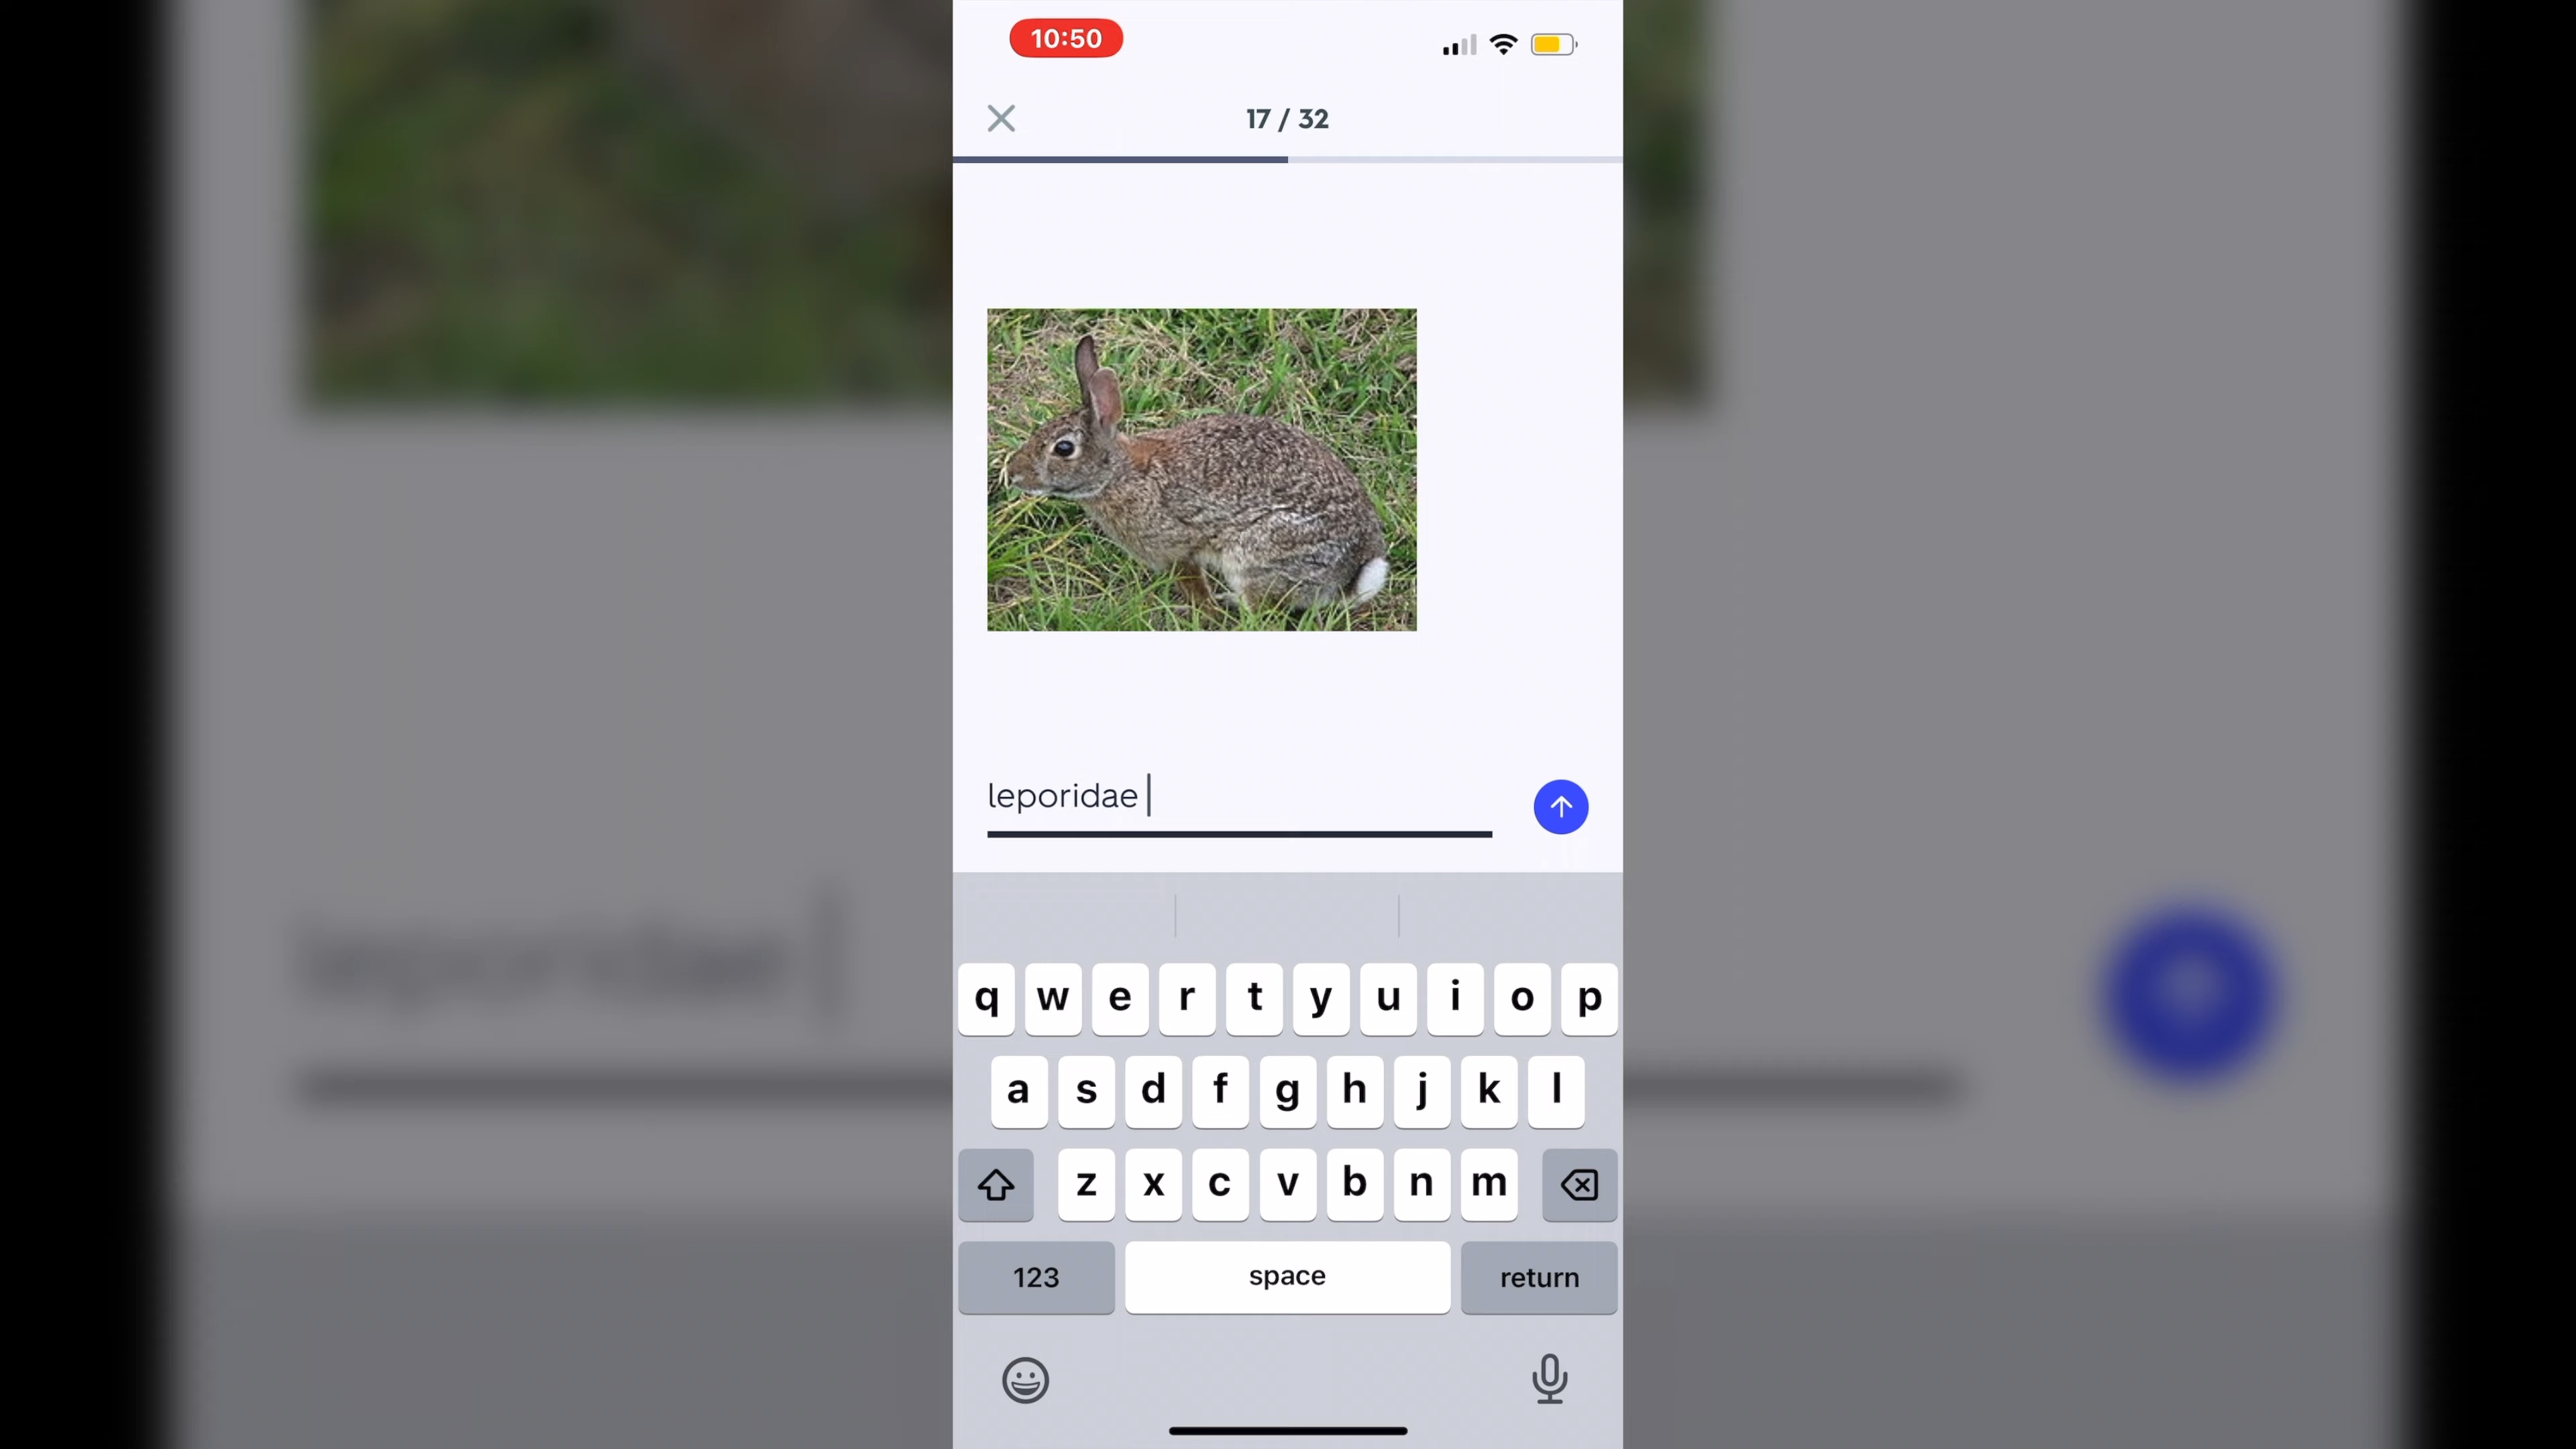 10:50
17 / 32
leporidae
q w e r t y u i o p
a s d f g h j k l
z x c v b n m
123 space return